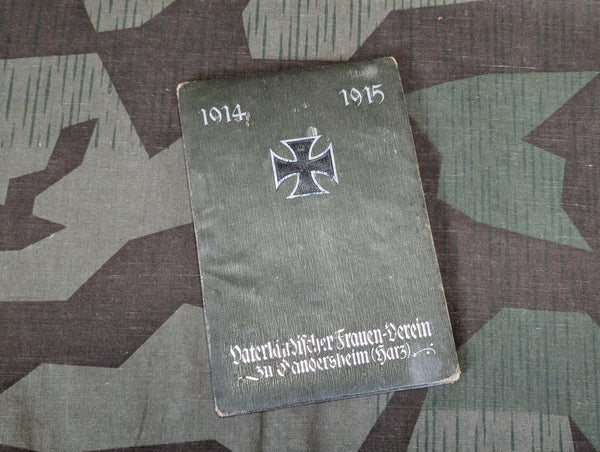 1914 1915
Vaterländischer Frauen-Verein
zu Gandersheim (Harz)